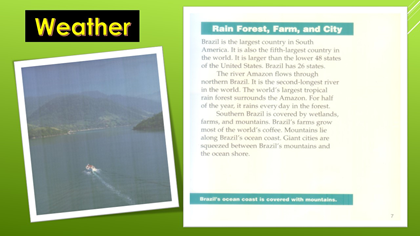 Weather
Rain Forest, Farm, and City
Brazil is the largest country in South
America. It is also the fifth-largest country in
the world. It is larger than the lower 48 states
of the United States. Brazil has 26 states.
The river Amazon flows through
northern Brazil. It is the second-longest river
in the world. The world's largest tropical
rain forest surrounds the Amazon. For half
of the year, it rains every day in the forest.
Southern Brazil is covered by wetlands,
farms, and mountains. Brazil's farms grow
most of the world's coffee. Mountains lie
along Brazil's ocean coast. Giant cities are
squeezed between Brazil's mountains and
the ocean shore.
Brazil's ocean coast is covered with mountains.
7